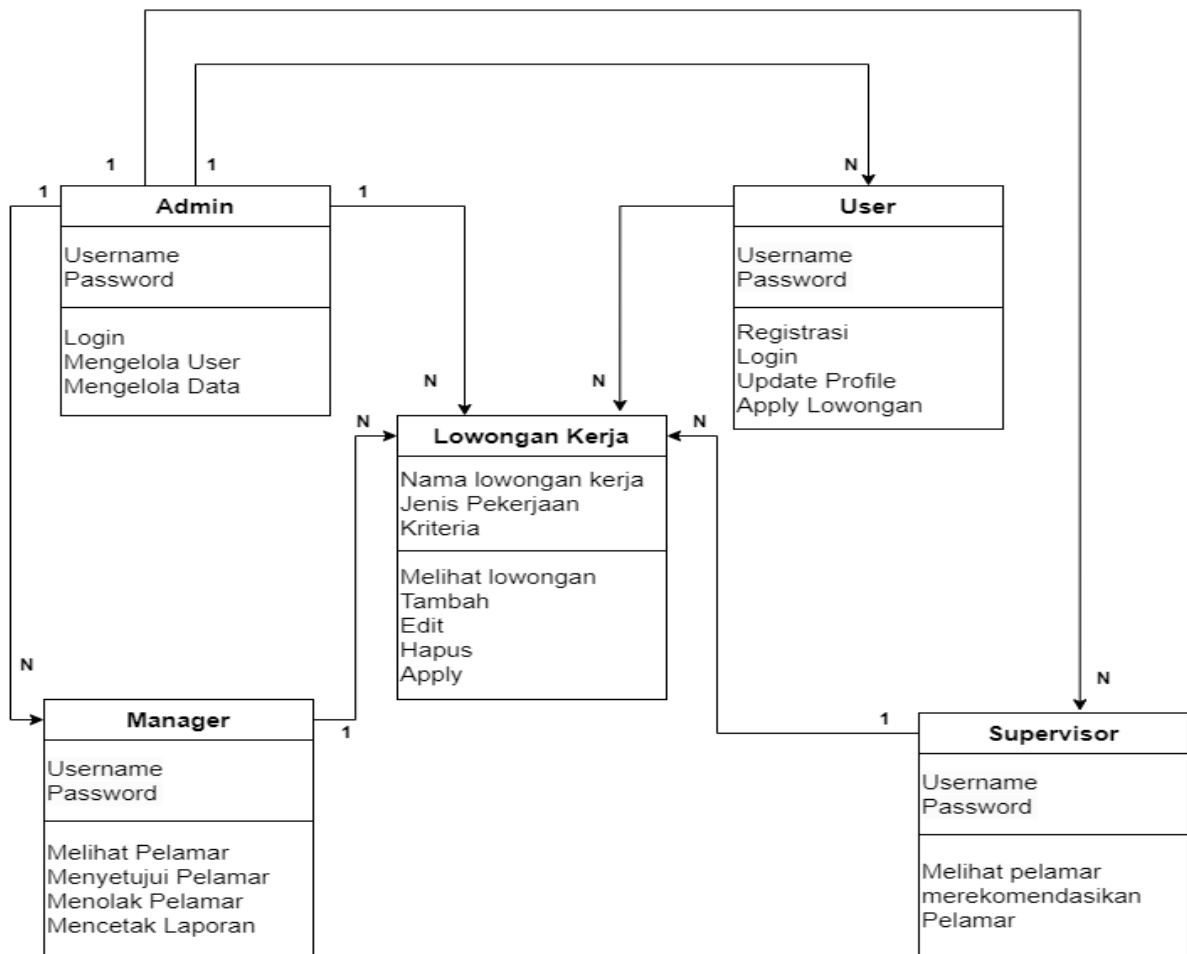 1
1
1
1
N
Admin
Username
Password
Login
Mengelola User
Mengelola Data
User
Username
Password
Registrasi
Login
Update Profile
Apply Lowongan
N
N
N
N
Lowongan Kerja
Nama lowongan kerja
Jenis Pekerjaan
Kriteria
Melihat lowongan
Tambah
Edit
Hapus
Apply
N
N
1
1
Manager
Username
Password
Melihat Pelamar
Menyetujui Pelamar
Menolak Pelamar
Mencetak Laporan
Supervisor
Username
Password
Melihat pelamar
merekomendasikan
Pelamar